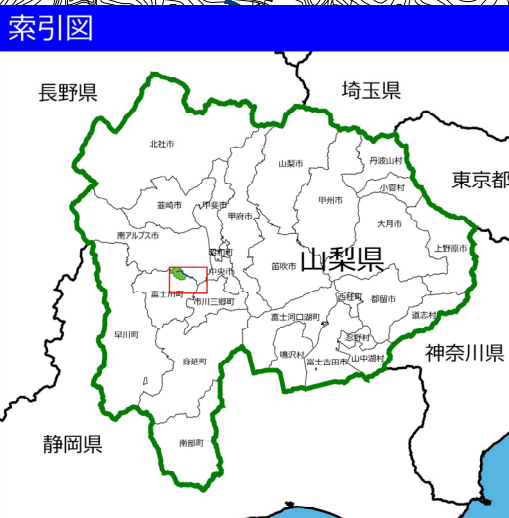 索引図
長野県
埼玉県
北杜市
山梨市
丹波山村
東京都
小菅村
韮崎市
甲斐市
甲州市
甲府市
大月市
南アルプス市
上野原市
昭和町
山梨県
笛吹市
中央市
富士川町
市川三郷町
西桂町
都留市
富士河口湖町
道志村
早川町
忍野村
身延町
鳴沢村
富士吉田市
山中湖村
神奈川県
静岡県
南部町